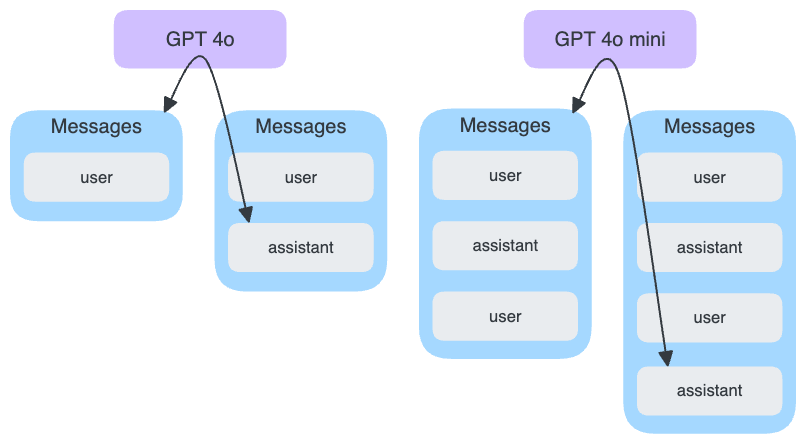 GPT 4o
GPT 4o mini
Messages
user
Messages
user
assistant
Messages
user
assistant
user
Messages
user
assistant
user
assistant